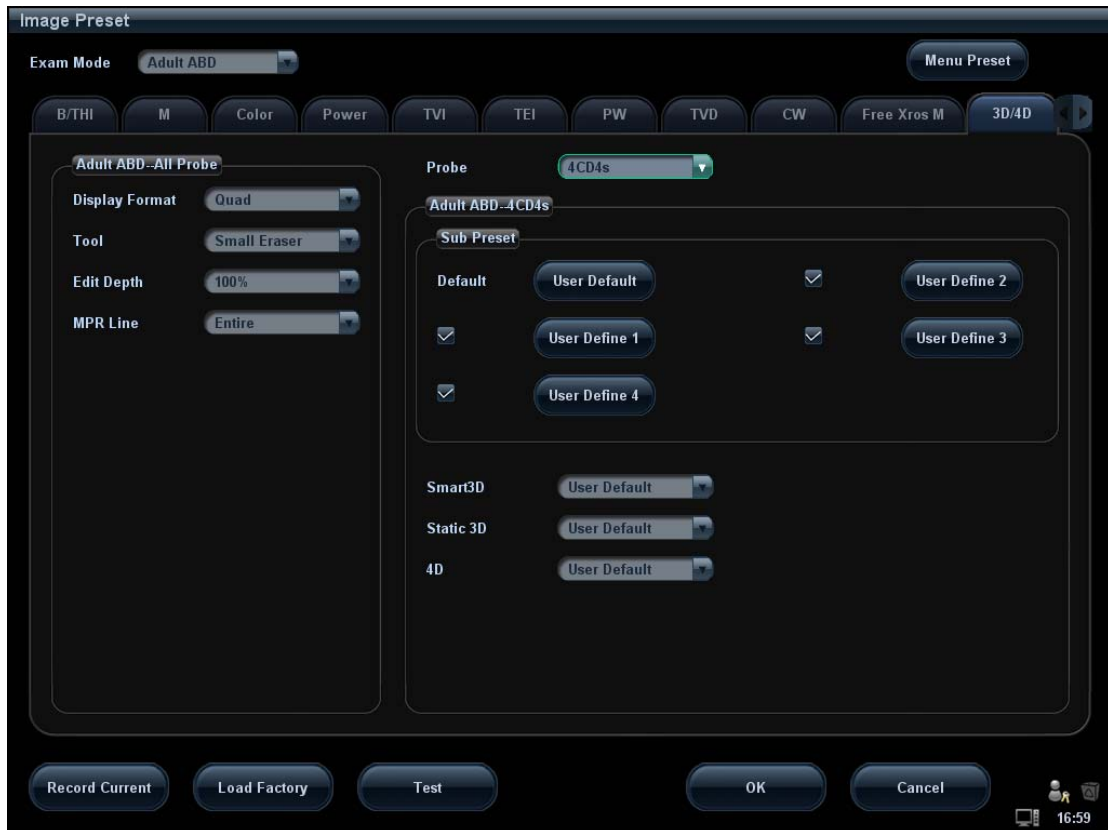 Image Preset
Exam Mode Adult ABD Menu Preset
B/THI M Color Power TVI TEI PW TVD CW Free Xros M 3D/4D
Adult ABD--All Probe
Display Format Quad
Tool Small Eraser
Edit Depth 100%
MPR Line Entire
Probe 4CD4s
Adult ABD--4CD4s
Sub Preset
Default User Default User Define 2
User Define 1 User Define 3
User Define 4
Smart3D User Default
Static 3D User Default
4D User Default
Record Current Load Factory Test OK Cancel
16:59